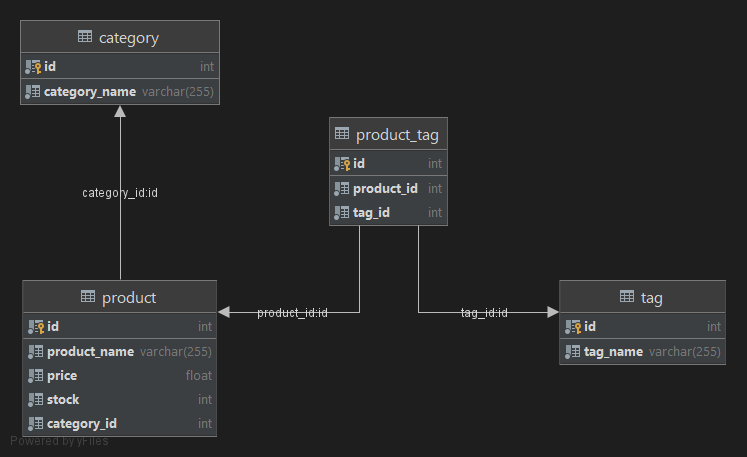 category
id int
category_name varchar(255)
product_tag
id int
product_id int
tag_id int
category_id:id
product_id:id
tag_id:id
product
id int
product_name varchar(255)
price float
stock int
category_id int
tag
id int
tag_name varchar(255)
Powered by yFiles